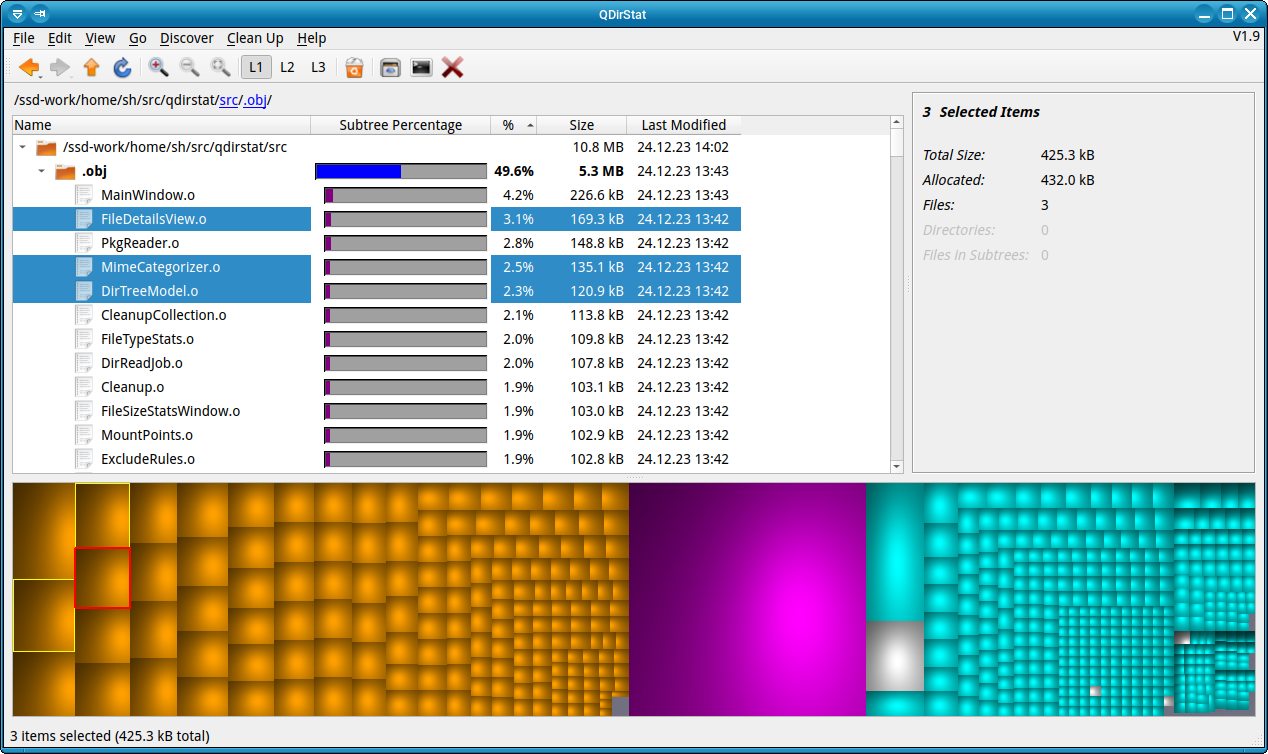 QDirStat
File Edit View Go Discover Clean Up Help V1.9
L1 L2 L3
/ssd-work/home/sh/src/qdirstat/src/.obj/
Name Subtree Percentage % Size Last Modified
/ssd-work/home/sh/src/qdirstat/src 10.8 MB 24.12.23 14:02
.obj 49.6% 5.3 MB 24.12.23 13:43
MainWindow.o 4.2% 226.6 kB 24.12.23 13:43
FileDetailsView.o 3.1% 169.3 kB 24.12.23 13:42
PkgReader.o 2.8% 148.8 kB 24.12.23 13:42
MimeCategorizer.o 2.5% 135.1 kB 24.12.23 13:42
DirTreeModel.o 2.3% 120.9 kB 24.12.23 13:42
CleanupCollection.o 2.1% 113.8 kB 24.12.23 13:42
FileTypeStats.o 2.0% 109.8 kB 24.12.23 13:42
DirReadJob.o 2.0% 107.8 kB 24.12.23 13:42
Cleanup.o 1.9% 103.1 kB 24.12.23 13:42
FileSizeStatsWindow.o 1.9% 103.0 kB 24.12.23 13:42
MountPoints.o 1.9% 102.9 kB 24.12.23 13:42
ExcludeRules.o 1.9% 102.8 kB 24.12.23 13:42
3 Selected Items
Total Size: 425.3 kB
Allocated: 432.0 kB
Files: 3
Directories: 0
Files In Subtrees: 0
3 items selected (425.3 kB total)